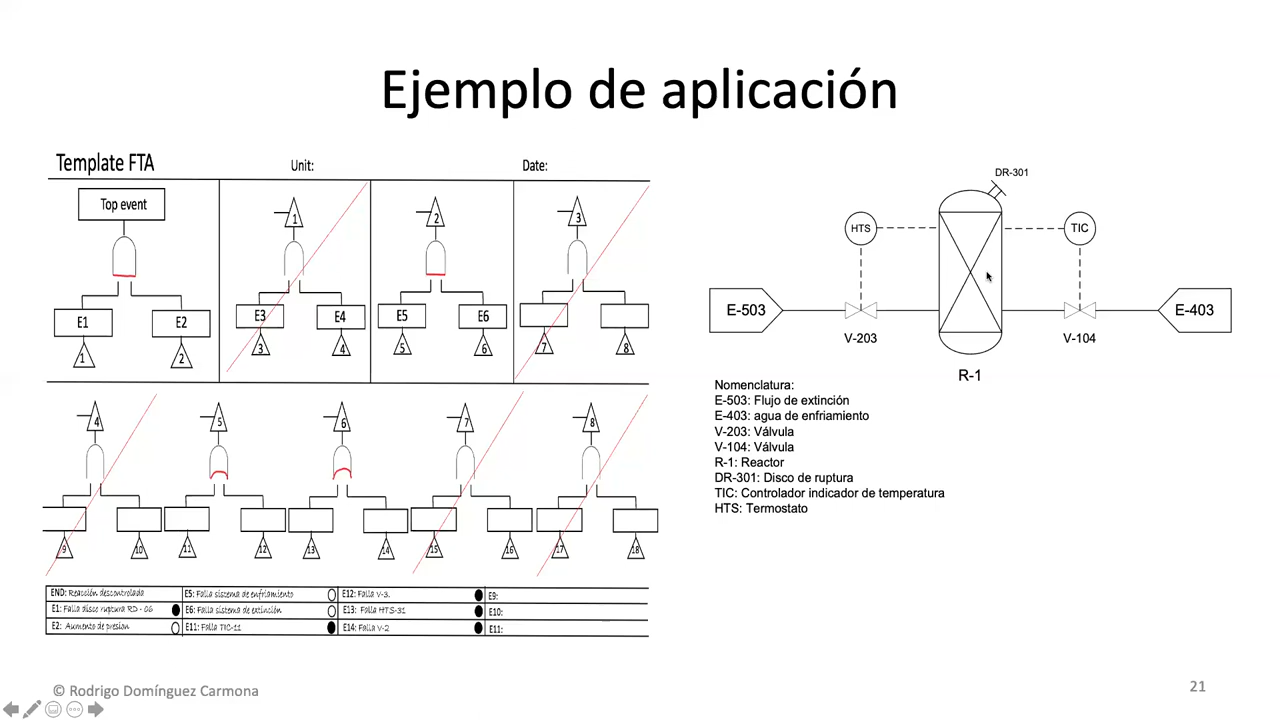 Ejemplo de aplicación
Template FTA Unit: Date:
Top event
E1 E2
1 2
1
E3 E4
3 4
2
E5 E6
5 6
3
7 8
4
9 10
5
11 12
6
13 14
7
15 16
8
17 18
END: Reacción descontrolada E5: Falla sistema de enfriamiento E12: Falla V-3. E9:
E1: Falla disco ruptura RD - 06 E6: Falla sistema de extinción E13: Falla HTS-31 E10:
E2: Aumento de presion E11: Falla TIC-11 E14: Falla V-2 E11:
DR-301
HTS TIC
E-503 E-403
V-203 V-104
R-1
Nomenclatura:
E-503: Flujo de extinción
E-403: agua de enfriamiento
V-203: Válvula
V-104: Válvula
R-1: Reactor
DR-301: Disco de ruptura
TIC: Controlador indicador de temperatura
HTS: Termostato
© Rodrigo Domínguez Carmona
21